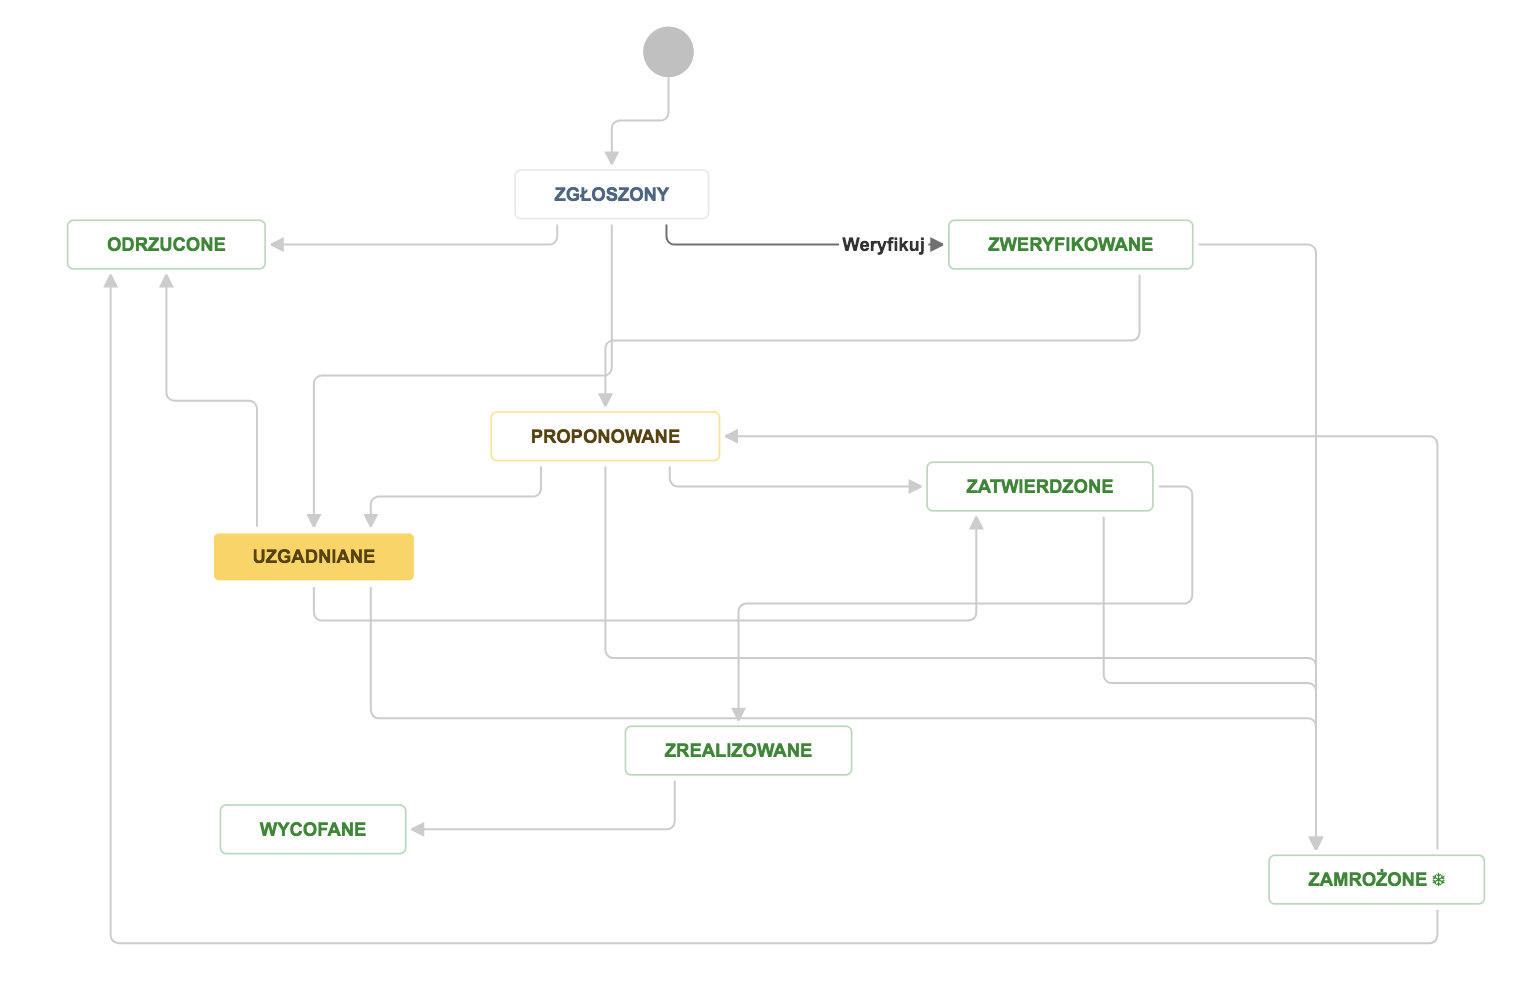 ZGŁOSZONY
ODRZUCONE
Weryfikuj
ZWERYFIKOWANE
PROPONOWANE
ZATWIERDZONE
UZGADNIANE
ZREALIZOWANE
WYCOFANE
ZAMROŻONE ❄